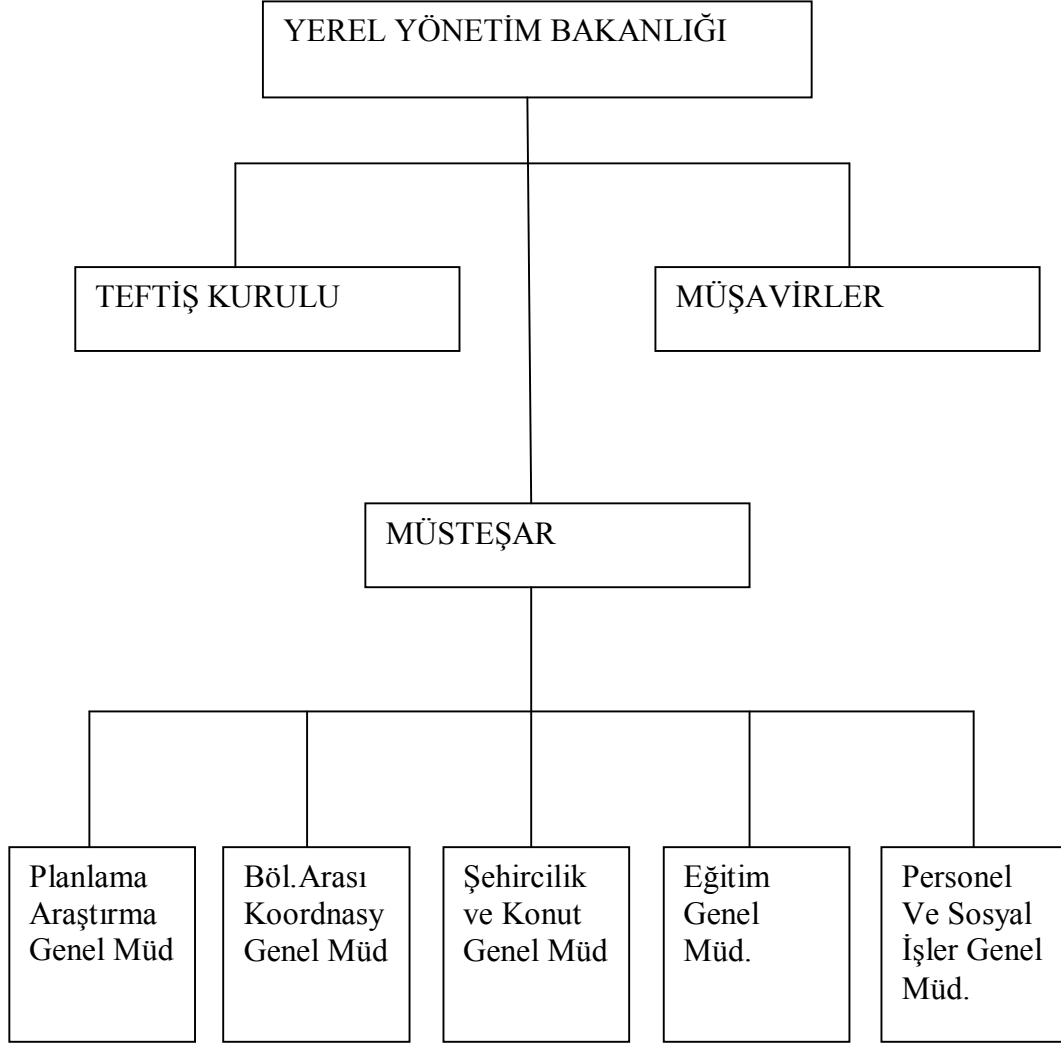 YEREL YÖNETİM BAKANLIĞI
TEFTİŞ KURULU
MÜŞAVİRLER
MÜSTEŞAR
Planlama
Araştırma
Genel Müd
Böl.Arası
Koordnasy
Genel Müd
Şehircilik
ve Konut
Genel Müd
Eğitim
Genel
Müd.
Personel
Ve Sosyal
İşler Genel
Müd.